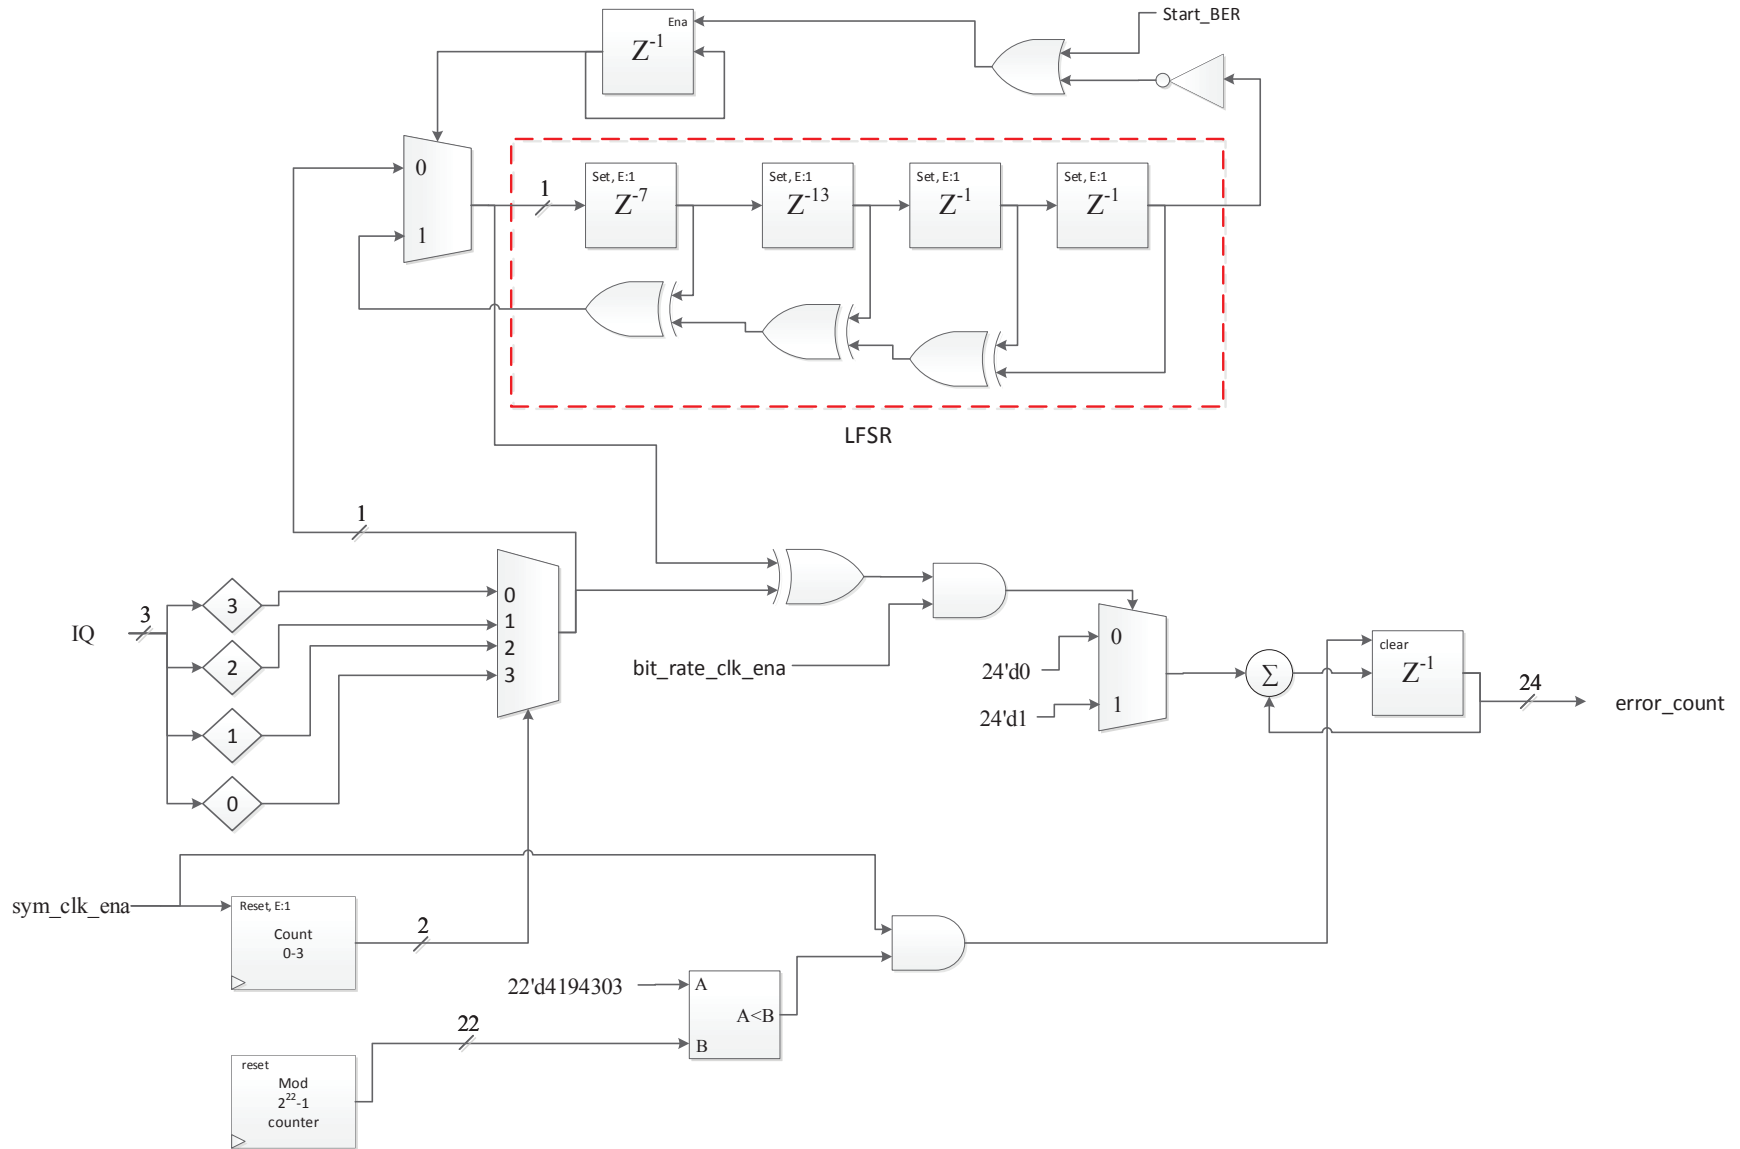 Ena
Z-1
Start_BER
0
1
1
Set, E:1
Z-7
Set, E:1
Z-13
Set, E:1
Z-1
Set, E:1
Z-1
LFSR
1
IQ
3
3
2
1
0
0
1
2
3
bit_rate_clk_ena
24'd0
24'd1
0
1
Σ
clear
Z-1
24
error_count
sym_clk_ena
Reset, E:1
Count
0-3
2
22'd4194303
A
A<B
B
22
reset
Mod
2^22-1
counter